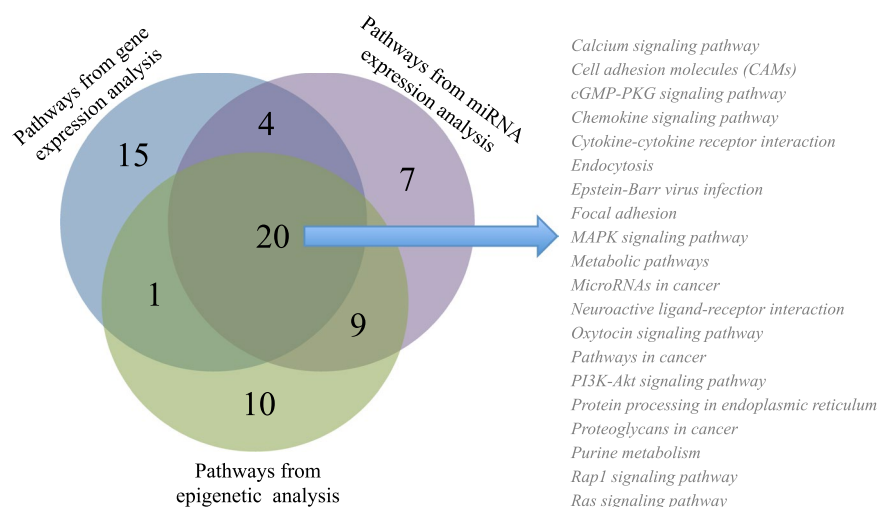 Pathways from gene
expression analysis
Pathways from miRNA
expression analysis
15
4
7
20
1
9
10
Pathways from
epigenetic analysis
Calcium signaling pathway
Cell adhesion molecules (CAMs)
cGMP-PKG signaling pathway
Chemokine signaling pathway
Cytokine-cytokine receptor interaction
Endocytosis
Epstein-Barr virus infection
Focal adhesion
MAPK signaling pathway
Metabolic pathways
MicroRNAs in cancer
Neuroactive ligand-receptor interaction
Oxytocin signaling pathway
Pathways in cancer
PI3K-Akt signaling pathway
Protein processing in endoplasmic reticulum
Proteoglycans in cancer
Purine metabolism
Rap1 signaling pathway
Ras signaling pathway